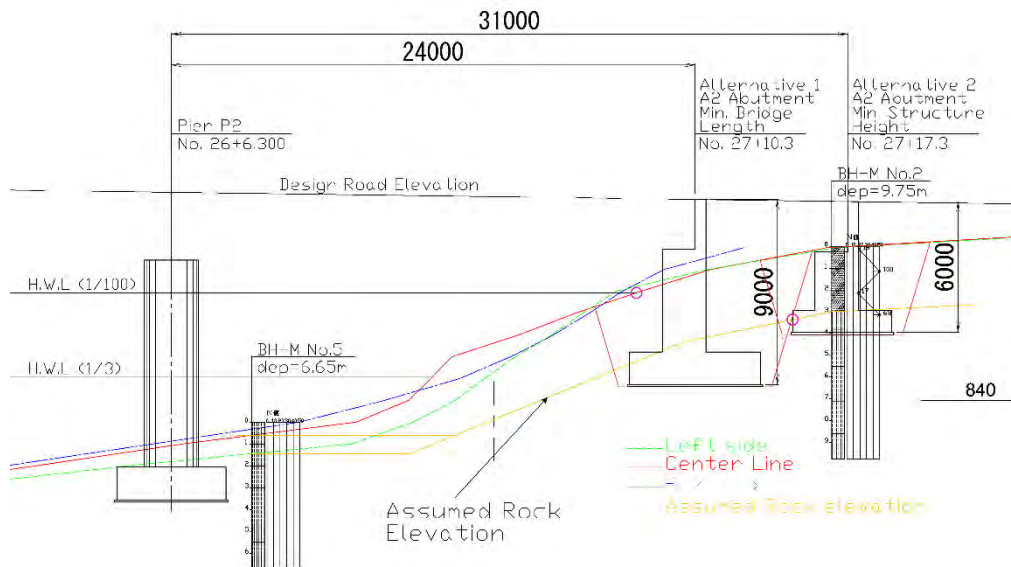 31000
24000
Alternative 1
A2 Abutment
Min. Bridge
Length
No. 27+10.3
Alternative 2
A2 Aoutment
Min. Structure
Height
No. 27+17.3
Pier P2
No. 26+6.300
BH-M No.2
dep=9.75m
Design Road Elevation
H.W.L (1/100)
9000
6000
BH-M No.5
dep=6.65m
H.W.L (1/3)
840
Left side
Center Line
Assumed Rock
Elevation
Assumed Rock elevation